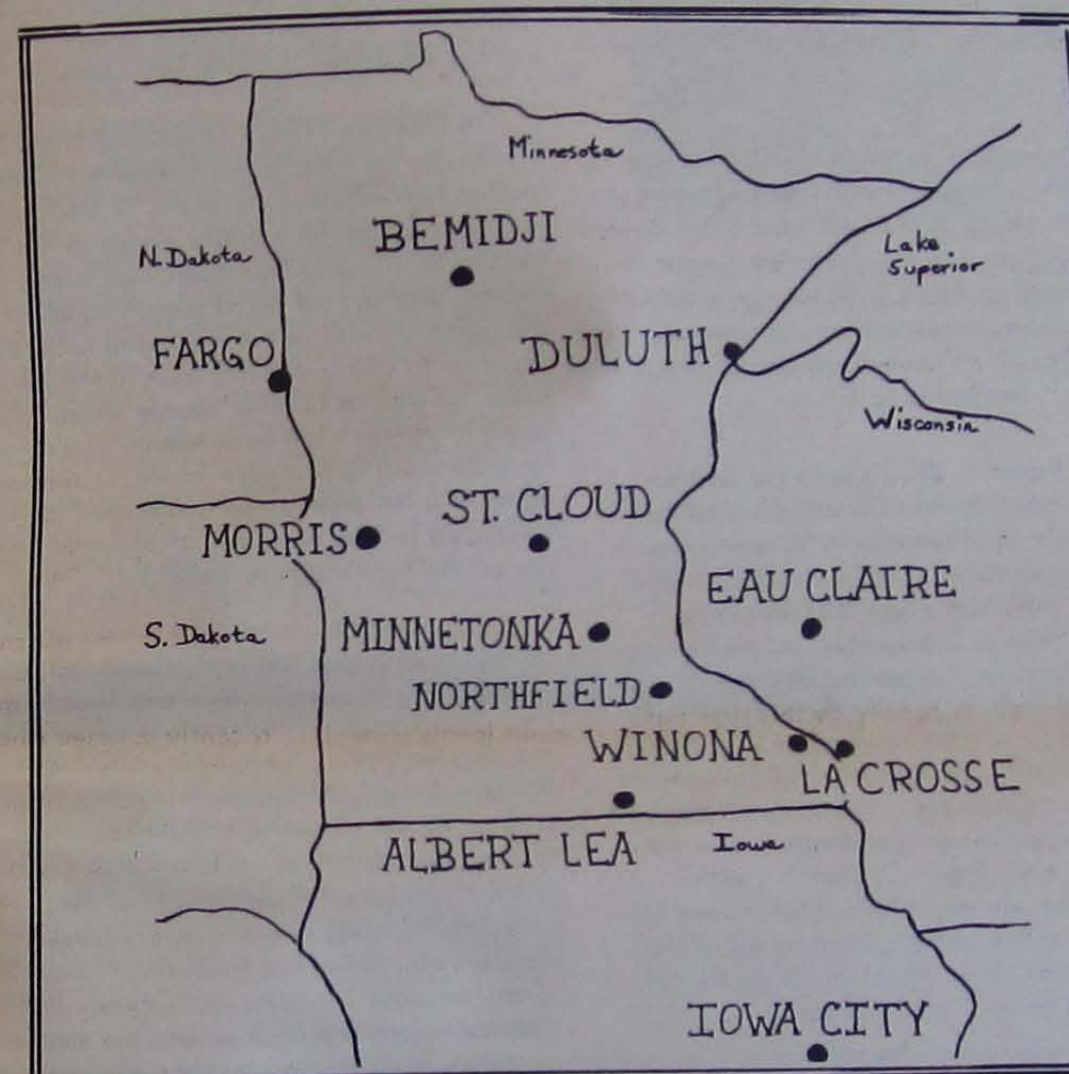 Minnesota
BEMIDJI
N. Dakota
Lake
Superior
FARGO
DULUTH
Wisconsin
ST. CLOUD
MORRIS
EAU CLAIRE
S. Dakota
MINNETONKA
NORTHFIELD
WINONA
LA CROSSE
ALBERT LEA
Iowa
IOWA CITY